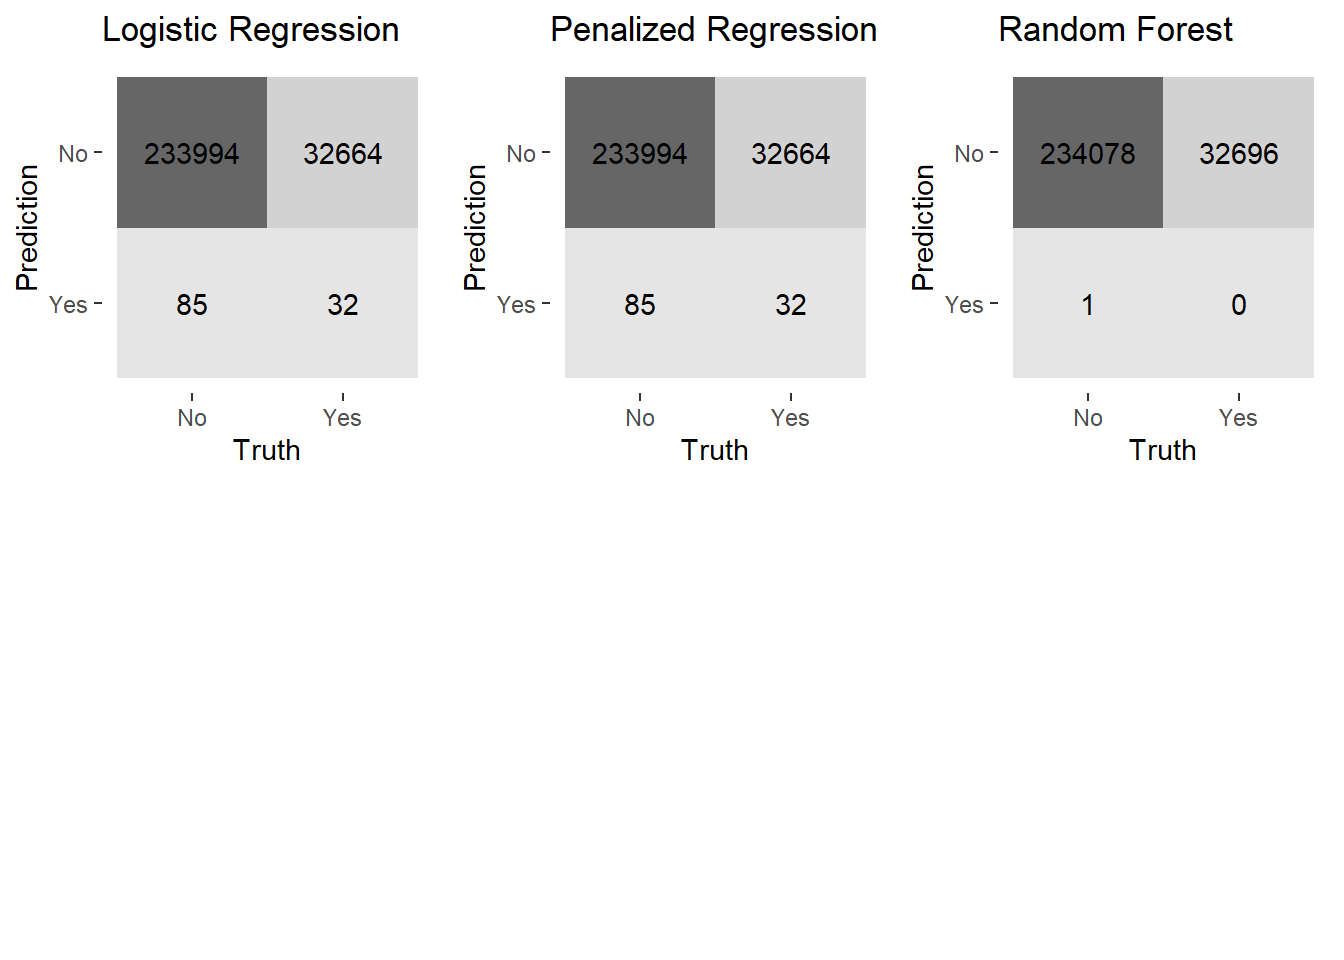 Logistic Regression
Prediction
No
233994
32664
Yes
85
32
No
Yes
Truth
Penalized Regression
Prediction
No
233994
32664
Yes
85
32
No
Yes
Truth
Random Forest
Prediction
No
234078
32696
Yes
1
0
No
Yes
Truth